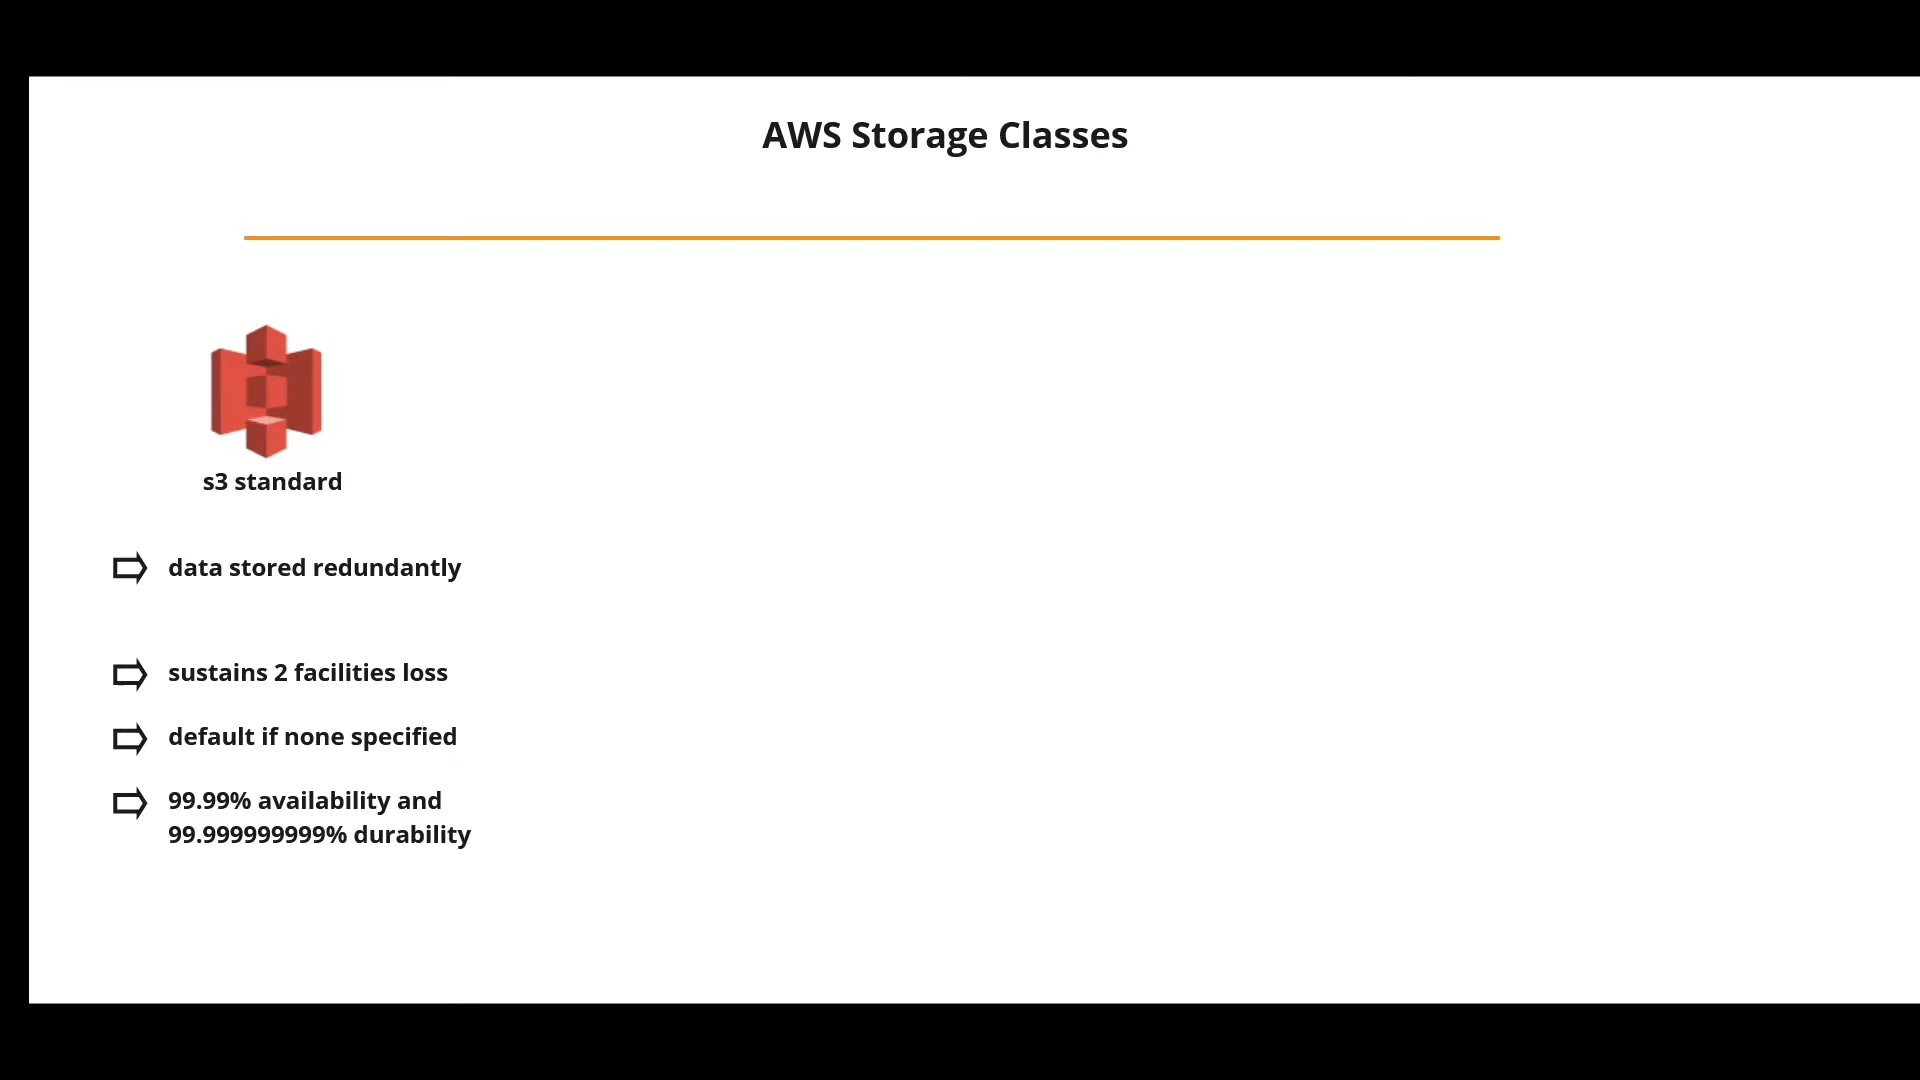 AWS Storage Classes
s3 standard
data stored redundantly
sustains 2 facilities loss
default if none specified
99.99% availability and
99.999999999% durability